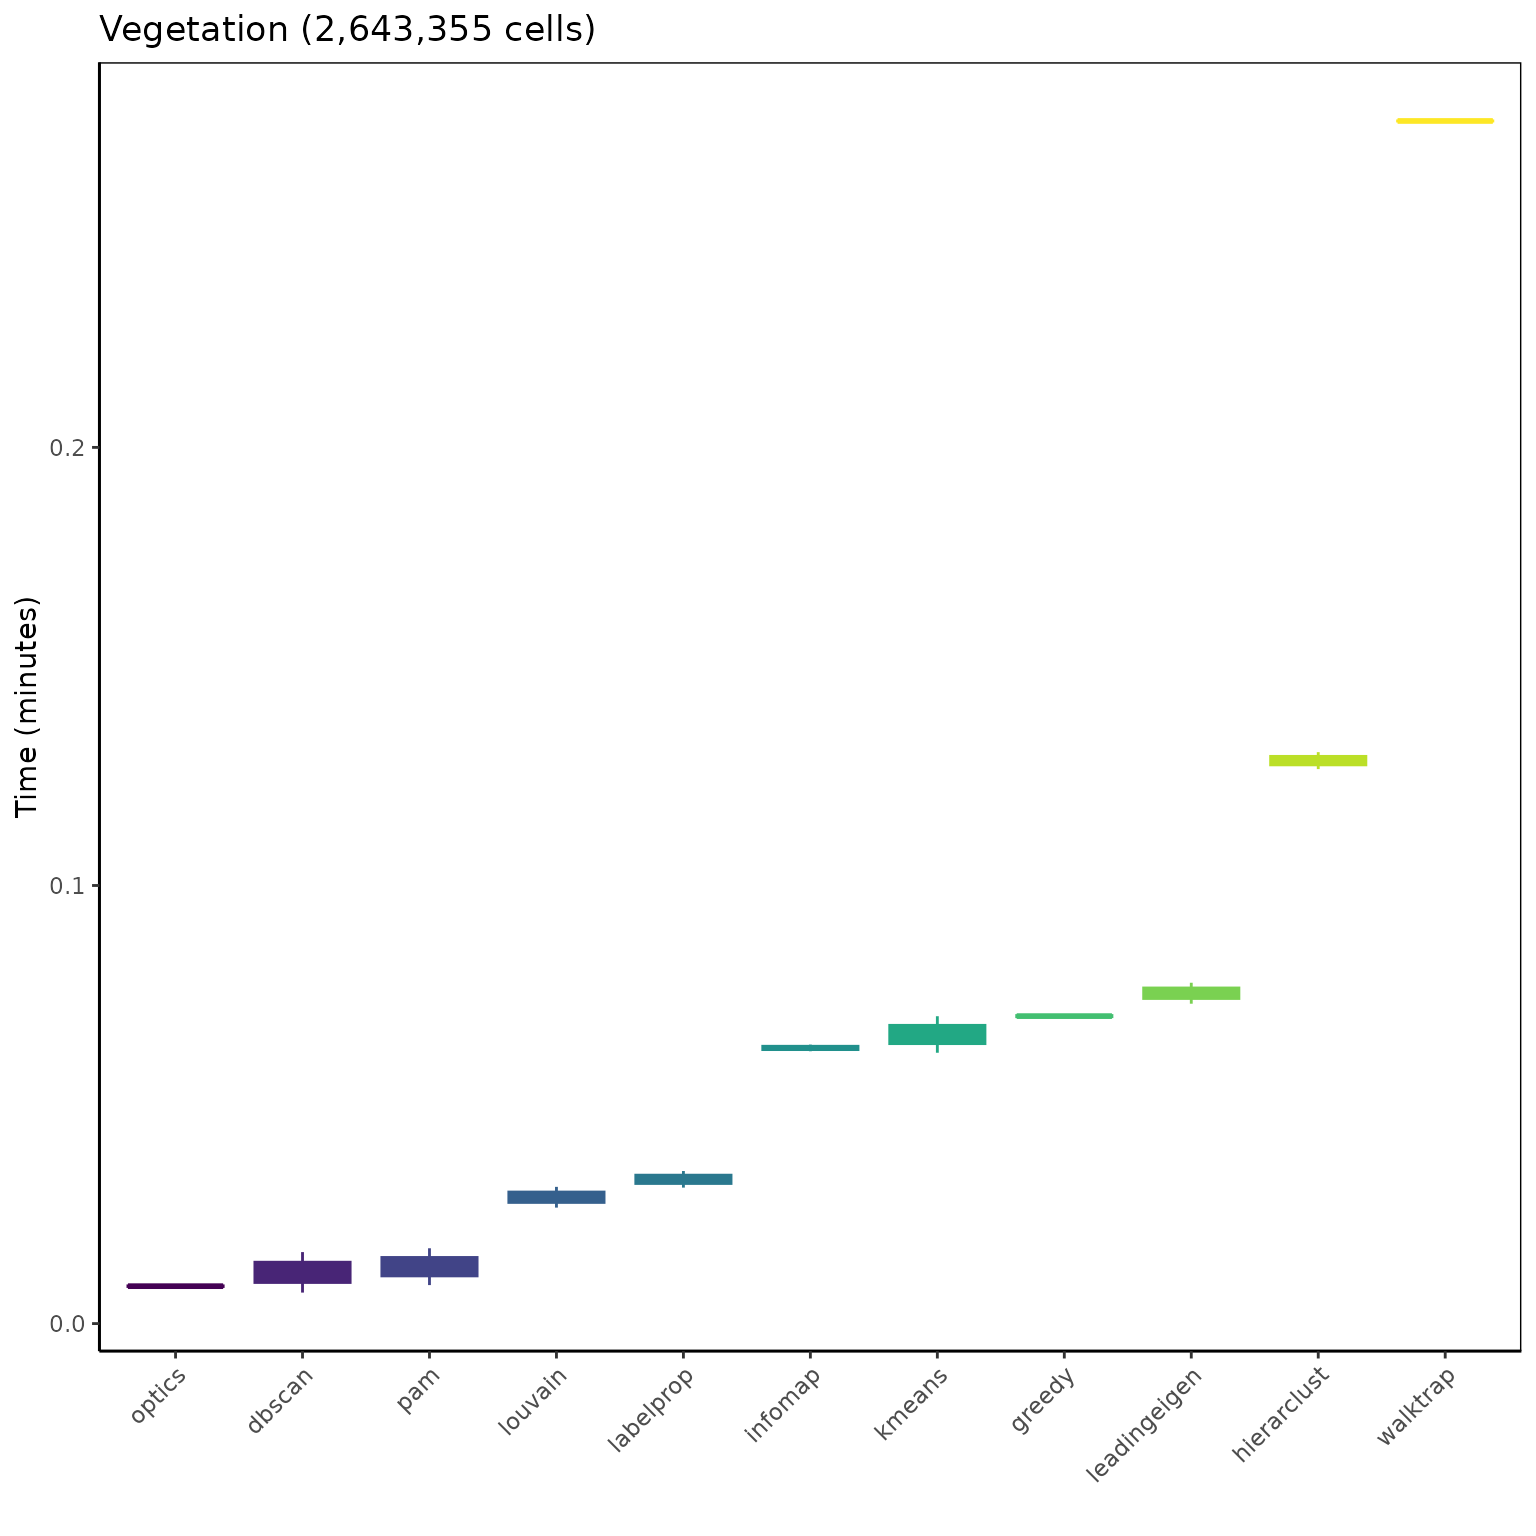 Vegetation (2,643,355 cells)
Time (minutes)
0.2
0.1
0.0
optics
dbscan
pam
louvain
labelprop
infomap
kmeans
greedy
leadingeigen
hierarclust
walktrap